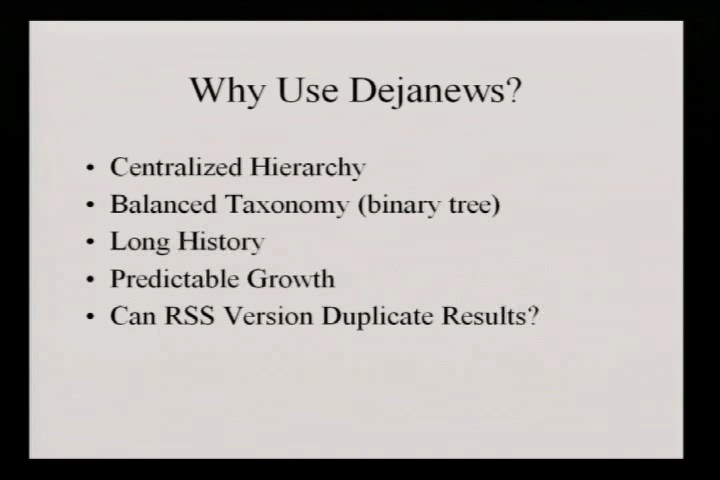 Why Use Dejanews?
• Centralized Hierarchy
• Balanced Taxonomy (binary tree)
• Long History
• Predictable Growth
• Can RSS Version Duplicate Results?